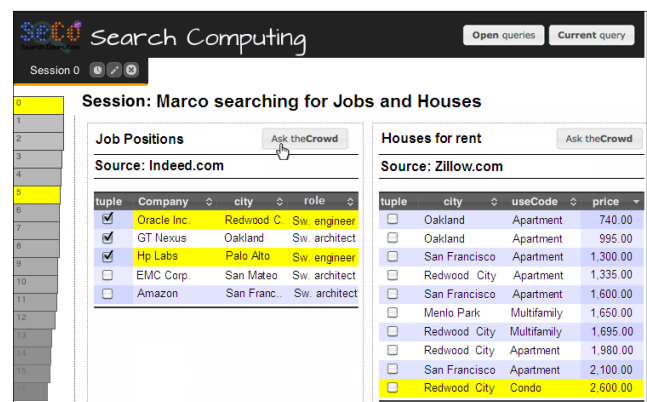 Seco Search Computing Open queries Current query
Search Computing
Session 0
Session: Marco searching for Jobs and Houses
Job Positions Ask theCrowd
Source: Indeed.com
tuple Company city role
Oracle Inc. Redwood C. Sw. engineer
GT Nexus Oakland Sw. architect
Hp Labs Palo Alto Sw. engineer
EMC Corp. San Mateo Sw. architect
Amazon San Franc.. Sw. architect
Houses for rent Ask theCrowd
Source: Zillow.com
tuple city useCode price
Oakland Apartment 740.00
Oakland Apartment 995.00
San Francisco Apartment 1,300.00
Redwood City Apartment 1,335.00
San Francisco Apartment 1,600.00
Menlo Park Multifamily 1,650.00
Redwood City Multifamily 1,695.00
Redwood City Apartment 1,980.00
San Francisco Apartment 2,100.00
Redwood City Condo 2,600.00
0
1
2
3
4
5
6
7
8
9
10
11
12
13
14
15